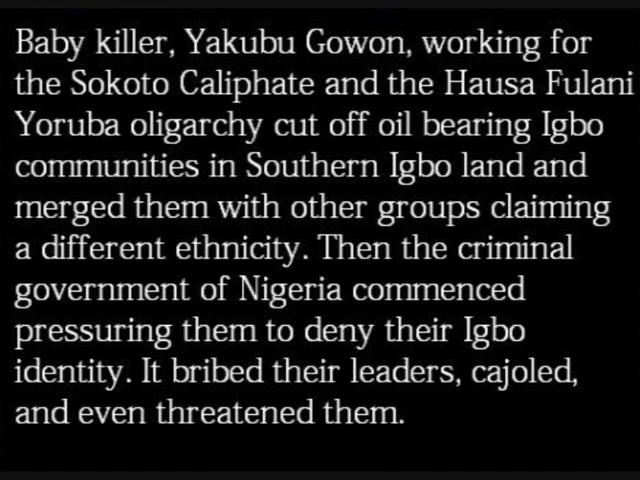 Baby killer, Yakubu Gowon, working for
the Sokoto Caliphate and the Hausa Fulani
Yoruba oligarchy cut off oil bearing Igbo
communities in Southern Igbo land and
merged them with other groups claiming
a different ethnicity. Then the criminal
government of Nigeria commenced
pressuring them to deny their Igbo
identity. It bribed their leaders, cajoled,
and even threatened them.